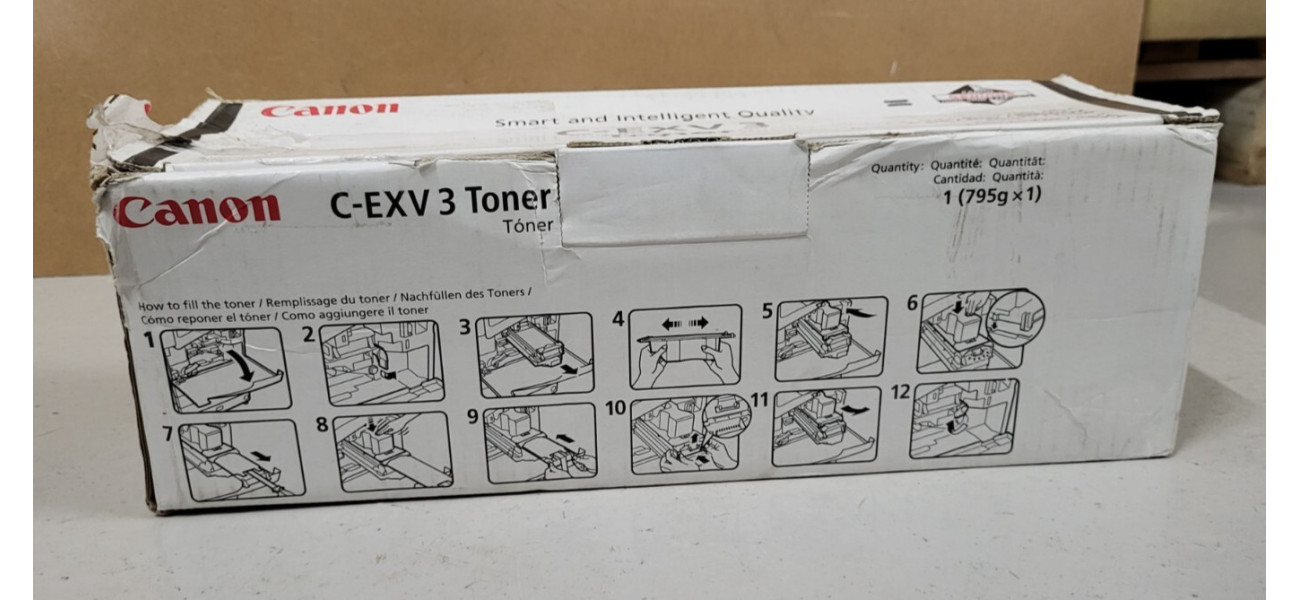 Canon
Smart and Intelligent Quality
C-EXV 3
Canon
C-EXV 3 Toner
Tóner
Quantity: Quantité: Quantität:
Cantidad: Quantità:
1 (795g×1)
How to fill the toner / Remplissage du toner / Nachfüllen des Toners /
Cómo reponer el tóner / Como aggiungere il toner
1 2 3 4 5 6
7 8 9 10 11 12